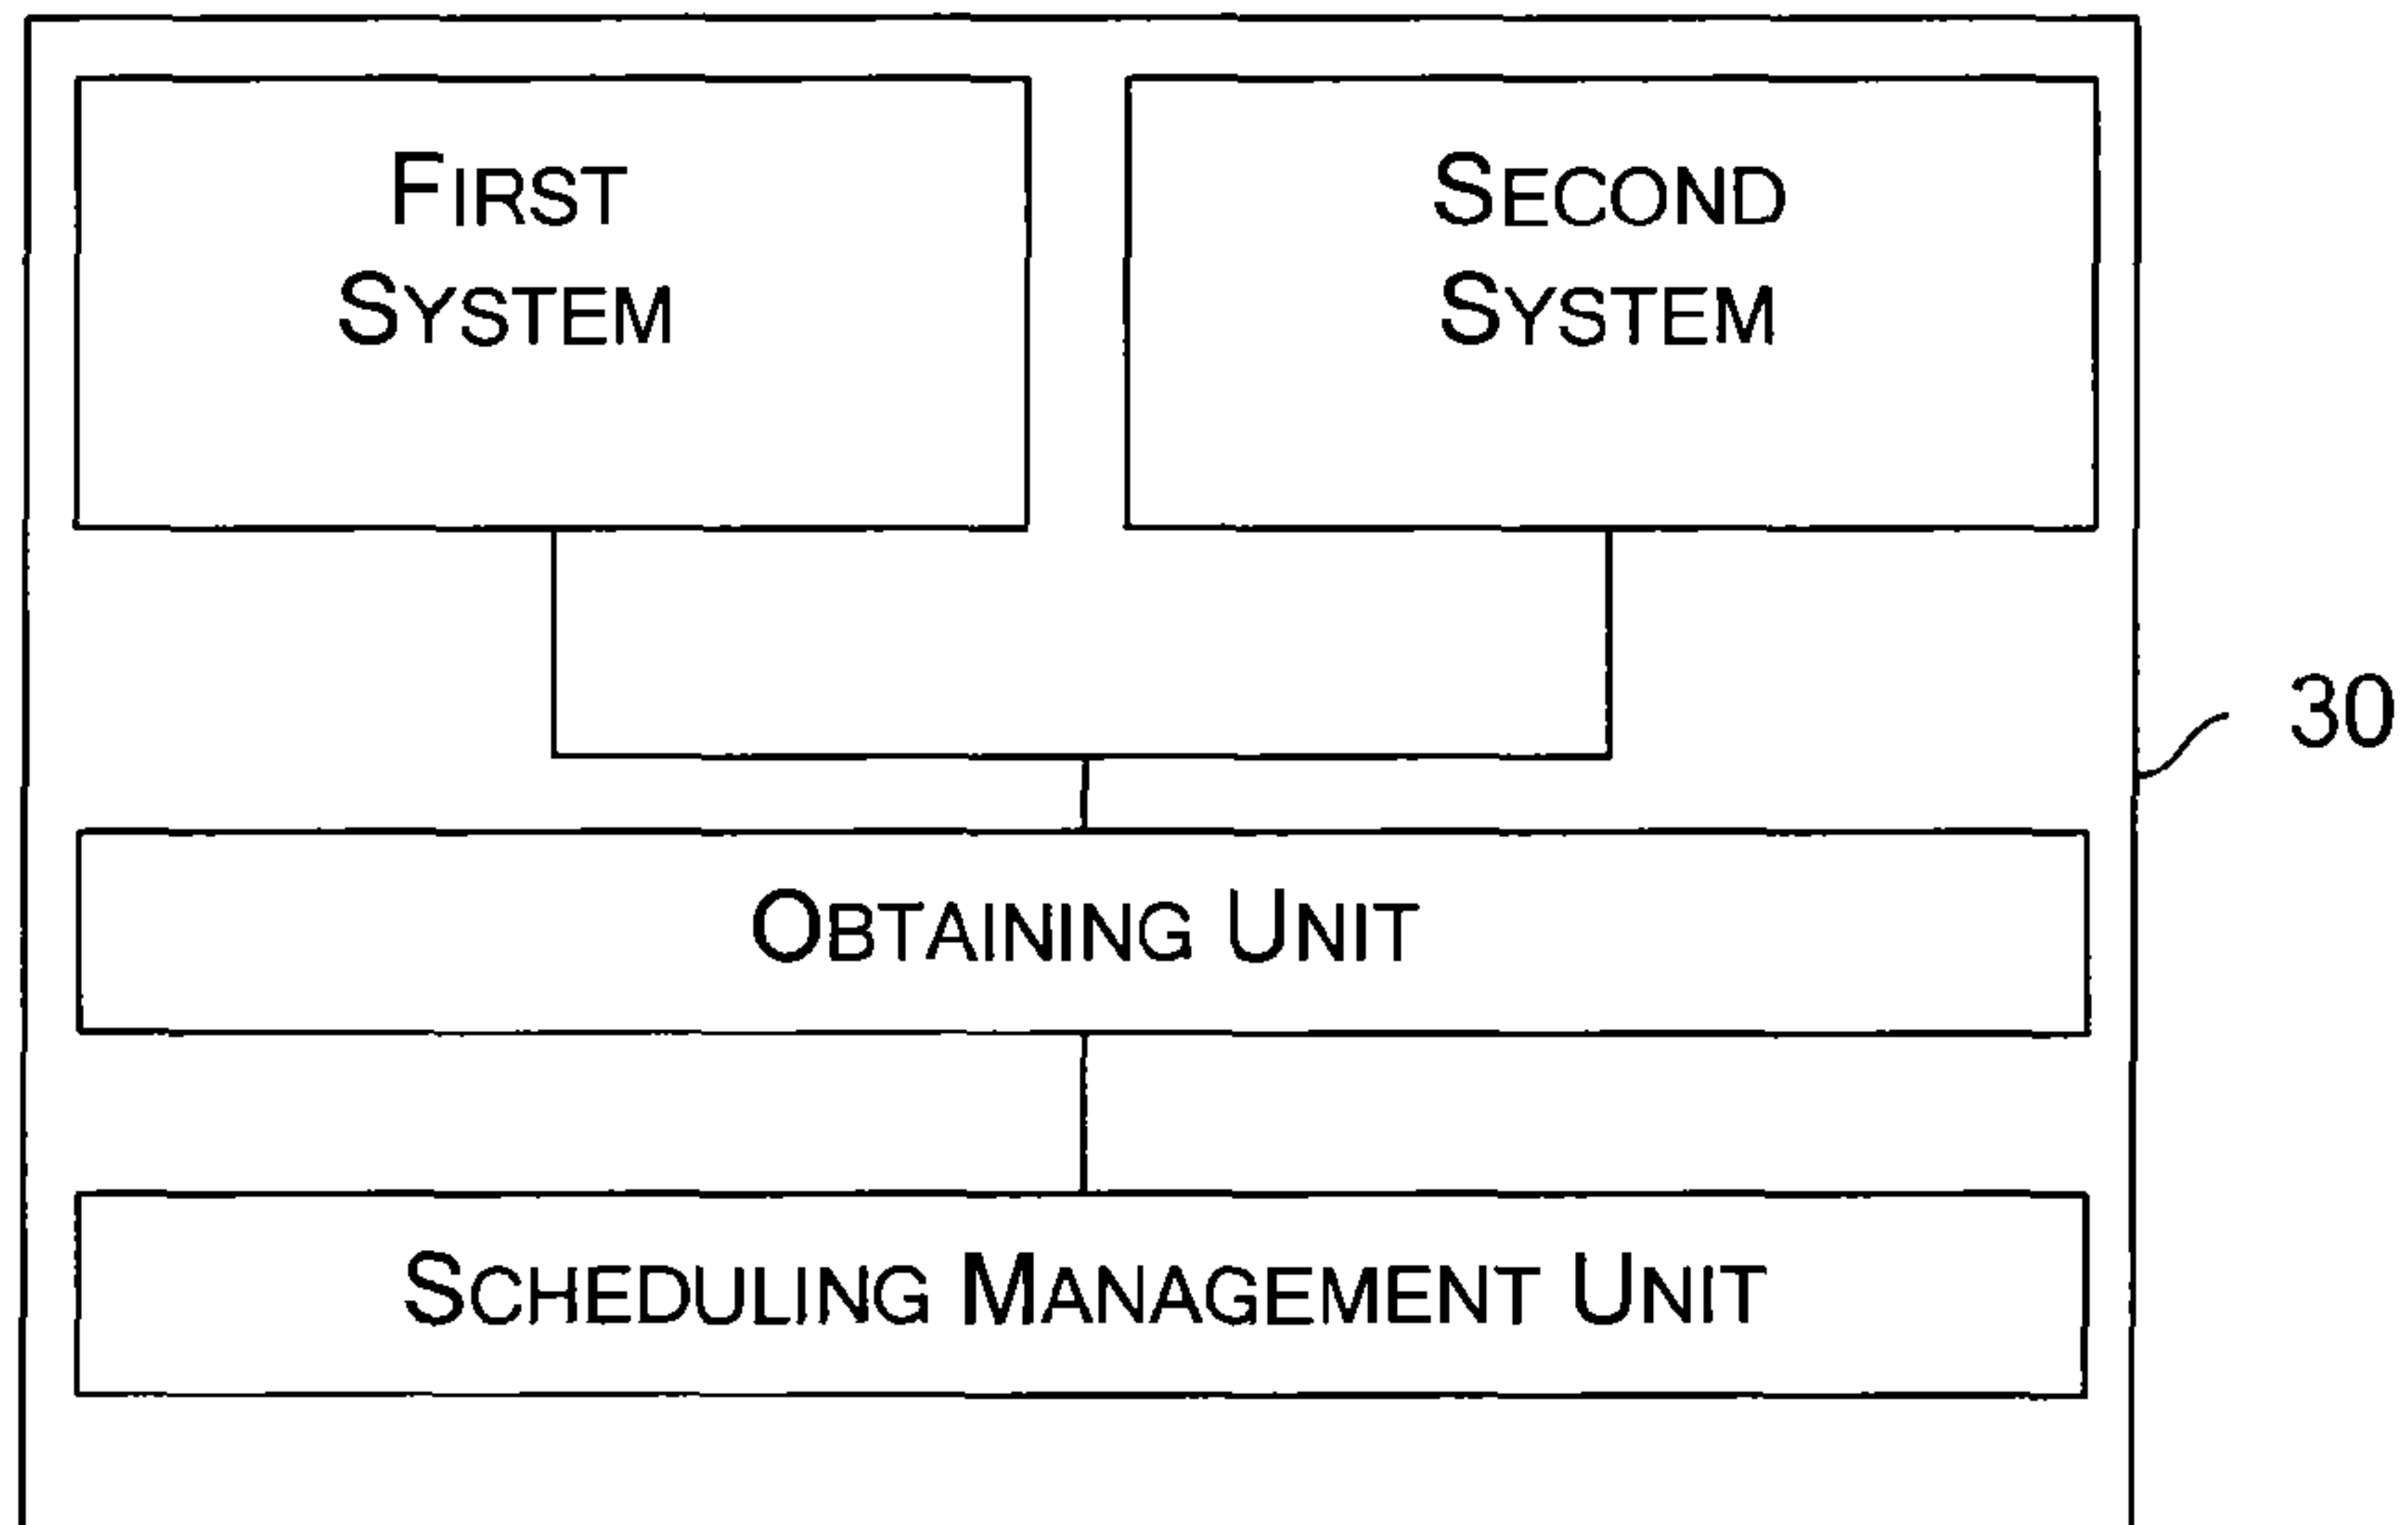 FIRST
SYSTEM
SECOND
SYSTEM
30
OBTAINING UNIT
SCHEDULING MANAGEMENT UNIT